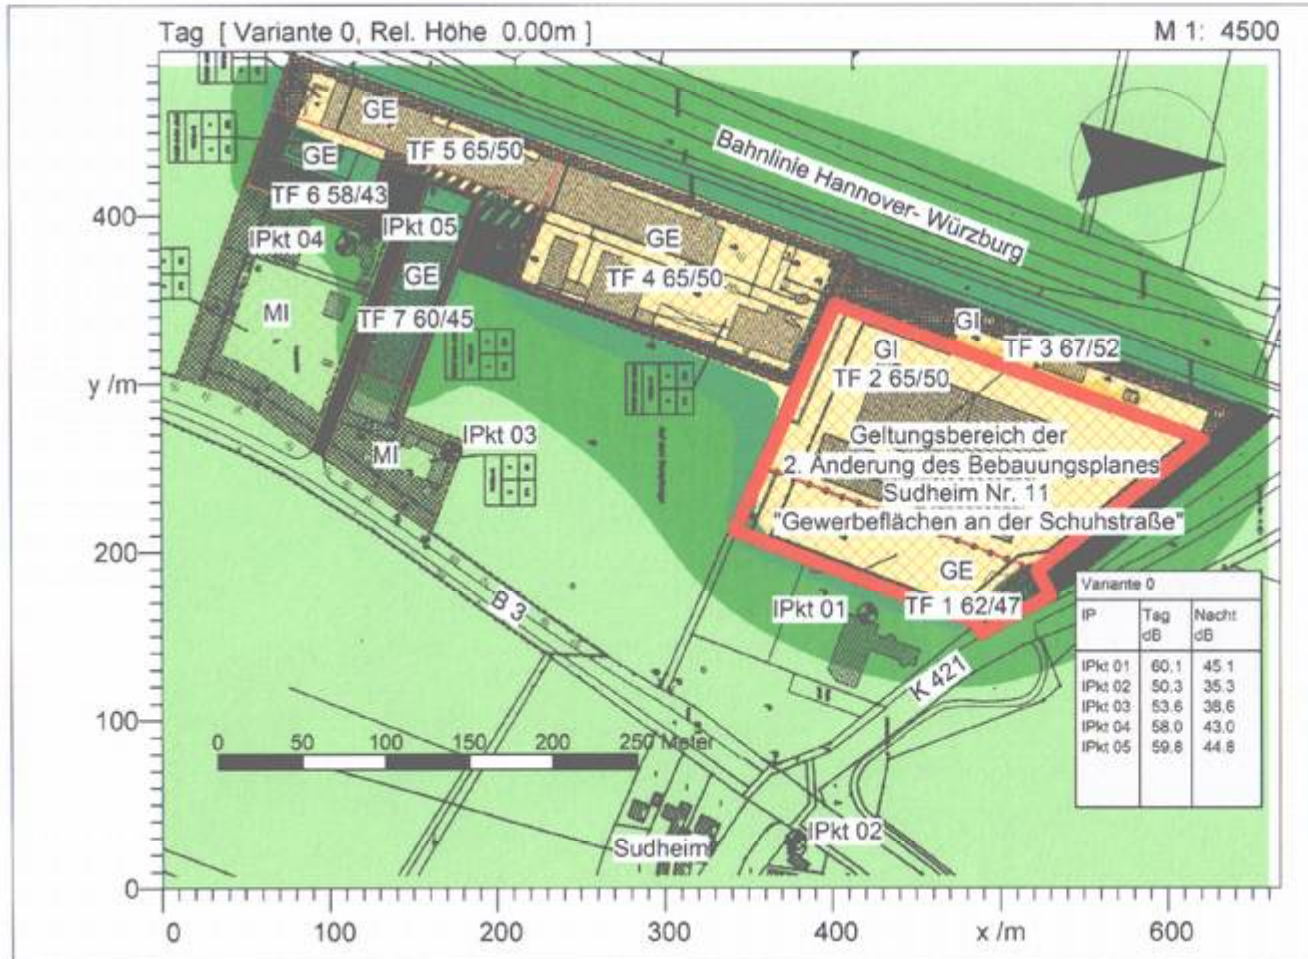 Tag [ Variante 0, Rel. Höhe 0.00m ]
M 1: 4500
GE
TF 5 65/50
GE
TF 6 58/43
IPkt 04
IPkt 05
GE
TF 7 60/45
MI
MI
IPkt 03
GE
TF 4 65/50
Bahnlinie Hannover- Würzburg
GI
TF 3 67/52
GI
TF 2 65/50
Geltungsbereich der
2. Änderung des Bebauungsplanes
Sudheim Nr. 11
"Gewerbeflächen an der Schuhstraße"
GE
TF 1 62/47
IPkt 01
K 421
B 3
Sudheim
IPkt 02
0 50 100 150 200 250 Meter
Variante 0
IP Tag dB Nacht dB
IPkt 01 60.1 45.1
IPkt 02 50.3 35.3
IPkt 03 53.6 38.6
IPkt 04 58.0 43.0
IPkt 05 59.8 44.8
400
y /m
200
100
0
0 100 200 300 400 x /m 600